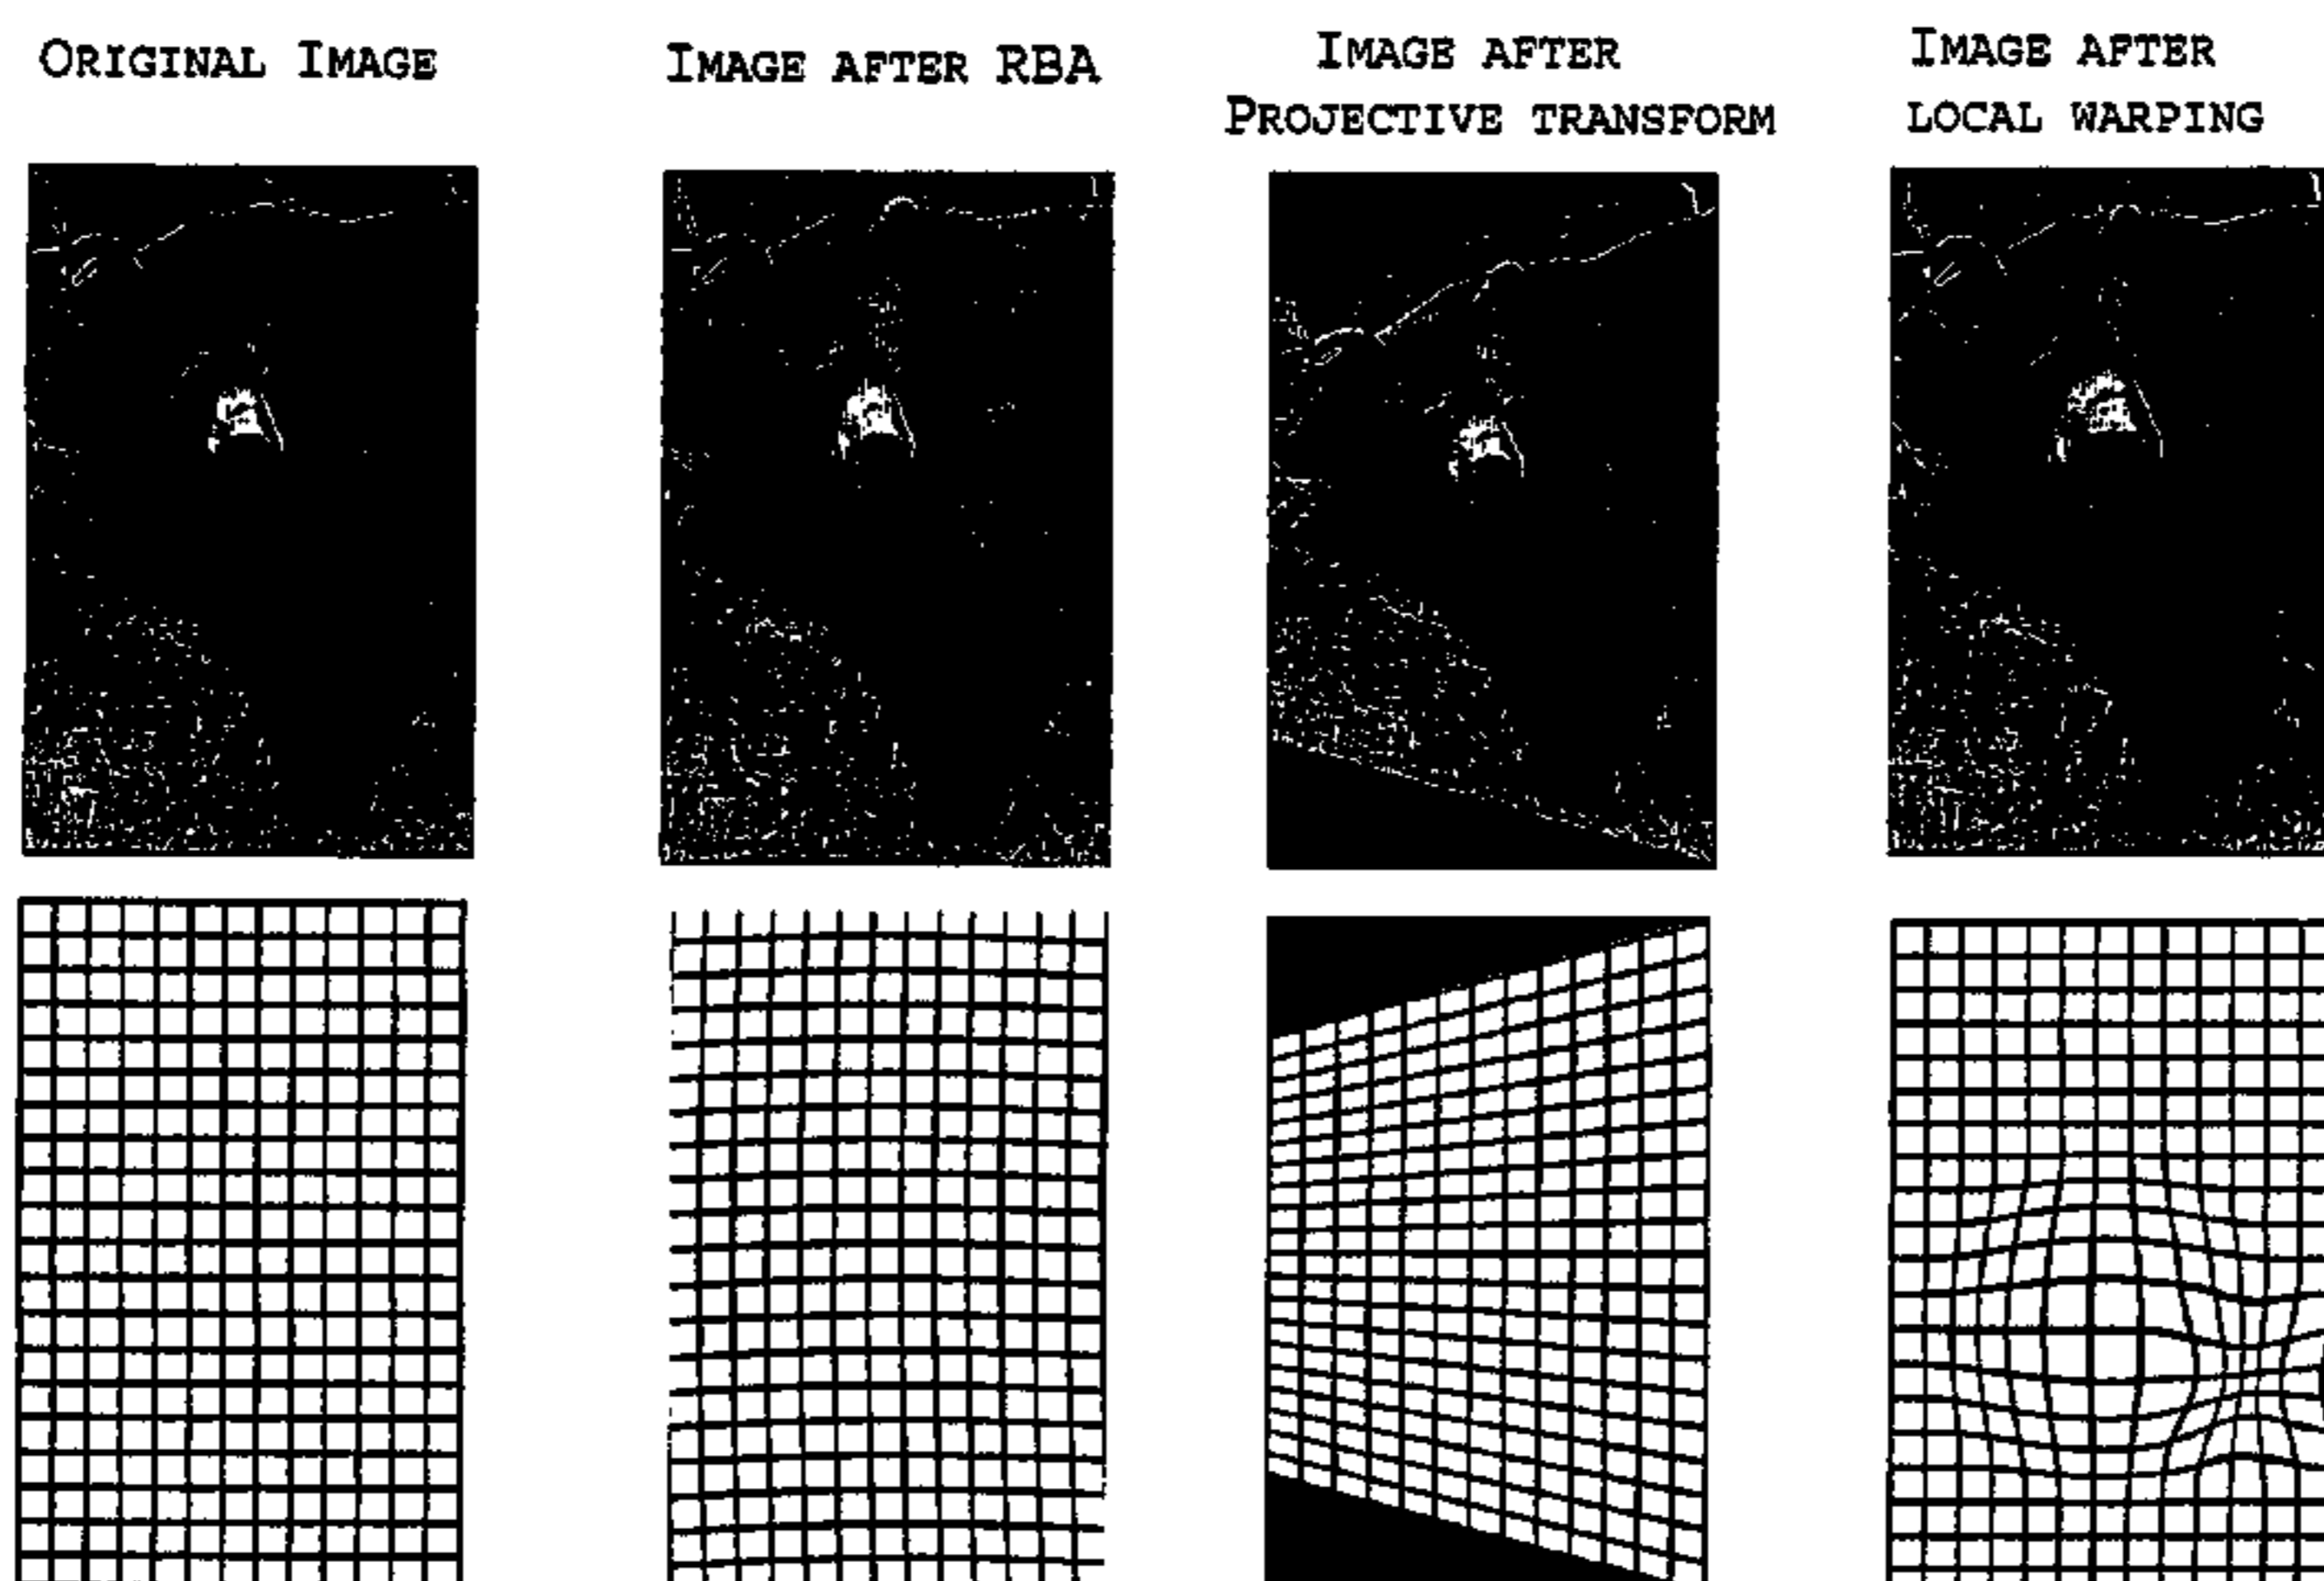 ORIGINAL IMAGE
IMAGE AFTER RBA
IMAGE AFTER
PROJECTIVE TRANSFORM
IMAGE AFTER
LOCAL WARPING